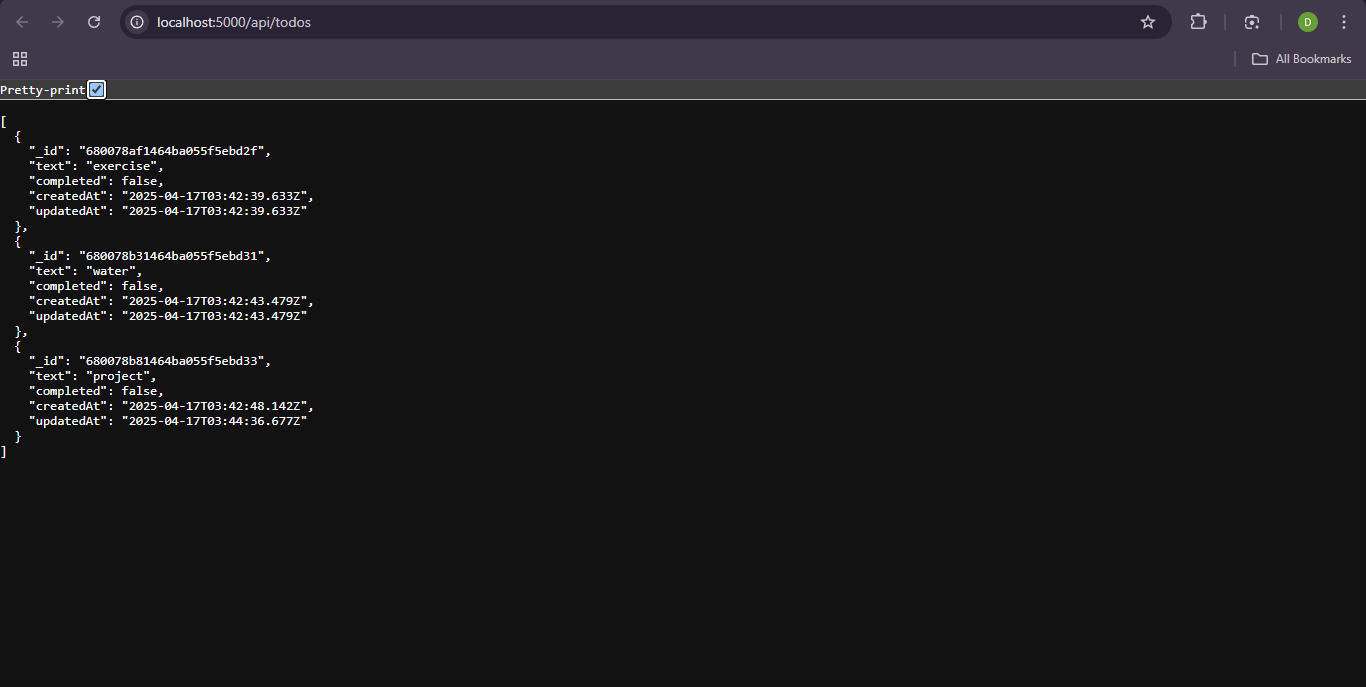 localhost:5000/api/todos
D
All Bookmarks
Pretty-print
[
  {
    "_id": "680078af1464ba055f5ebd2f",
    "text": "exercise",
    "completed": false,
    "createdAt": "2025-04-17T03:42:39.633Z",
    "updatedAt": "2025-04-17T03:42:39.633Z"
  },
  {
    "_id": "680078b31464ba055f5ebd31",
    "text": "water",
    "completed": false,
    "createdAt": "2025-04-17T03:42:43.479Z",
    "updatedAt": "2025-04-17T03:42:43.479Z"
  },
  {
    "_id": "680078b81464ba055f5ebd33",
    "text": "project",
    "completed": false,
    "createdAt": "2025-04-17T03:42:48.142Z",
    "updatedAt": "2025-04-17T03:44:36.677Z"
  }
]